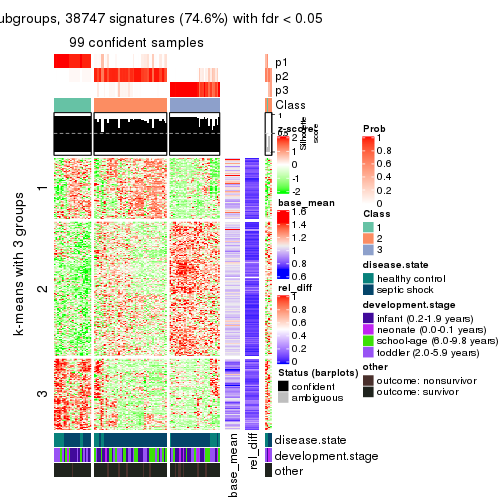 ubgroups, 38747 signatures (74.6%) with fdr < 0.05
99 confident samples
p1
p2
p3
Class
1
0.5
0
Silhouette
score
k-means with 3 groups
1
2
3
z-score
2
1
0
-1
-2
base_mean
1.6
1.4
1.2
1
0.8
0.6
rel_diff
1
0.8
0.6
0.4
0.2
0
Status (barplots)
confident
ambiguous
Prob
1
0.8
0.6
0.4
0.2
0
Class
1
2
3
disease.state
healthy control
septic shock
development.stage
infant (0.2-1.9 years)
neonate (0.0-0.1 years)
school-age (6.0-9.8 years)
toddler (2.0-5.9 years)
other
outcome: nonsurvivor
outcome: survivor
disease.state
development.stage
other
base_mean
rel_diff